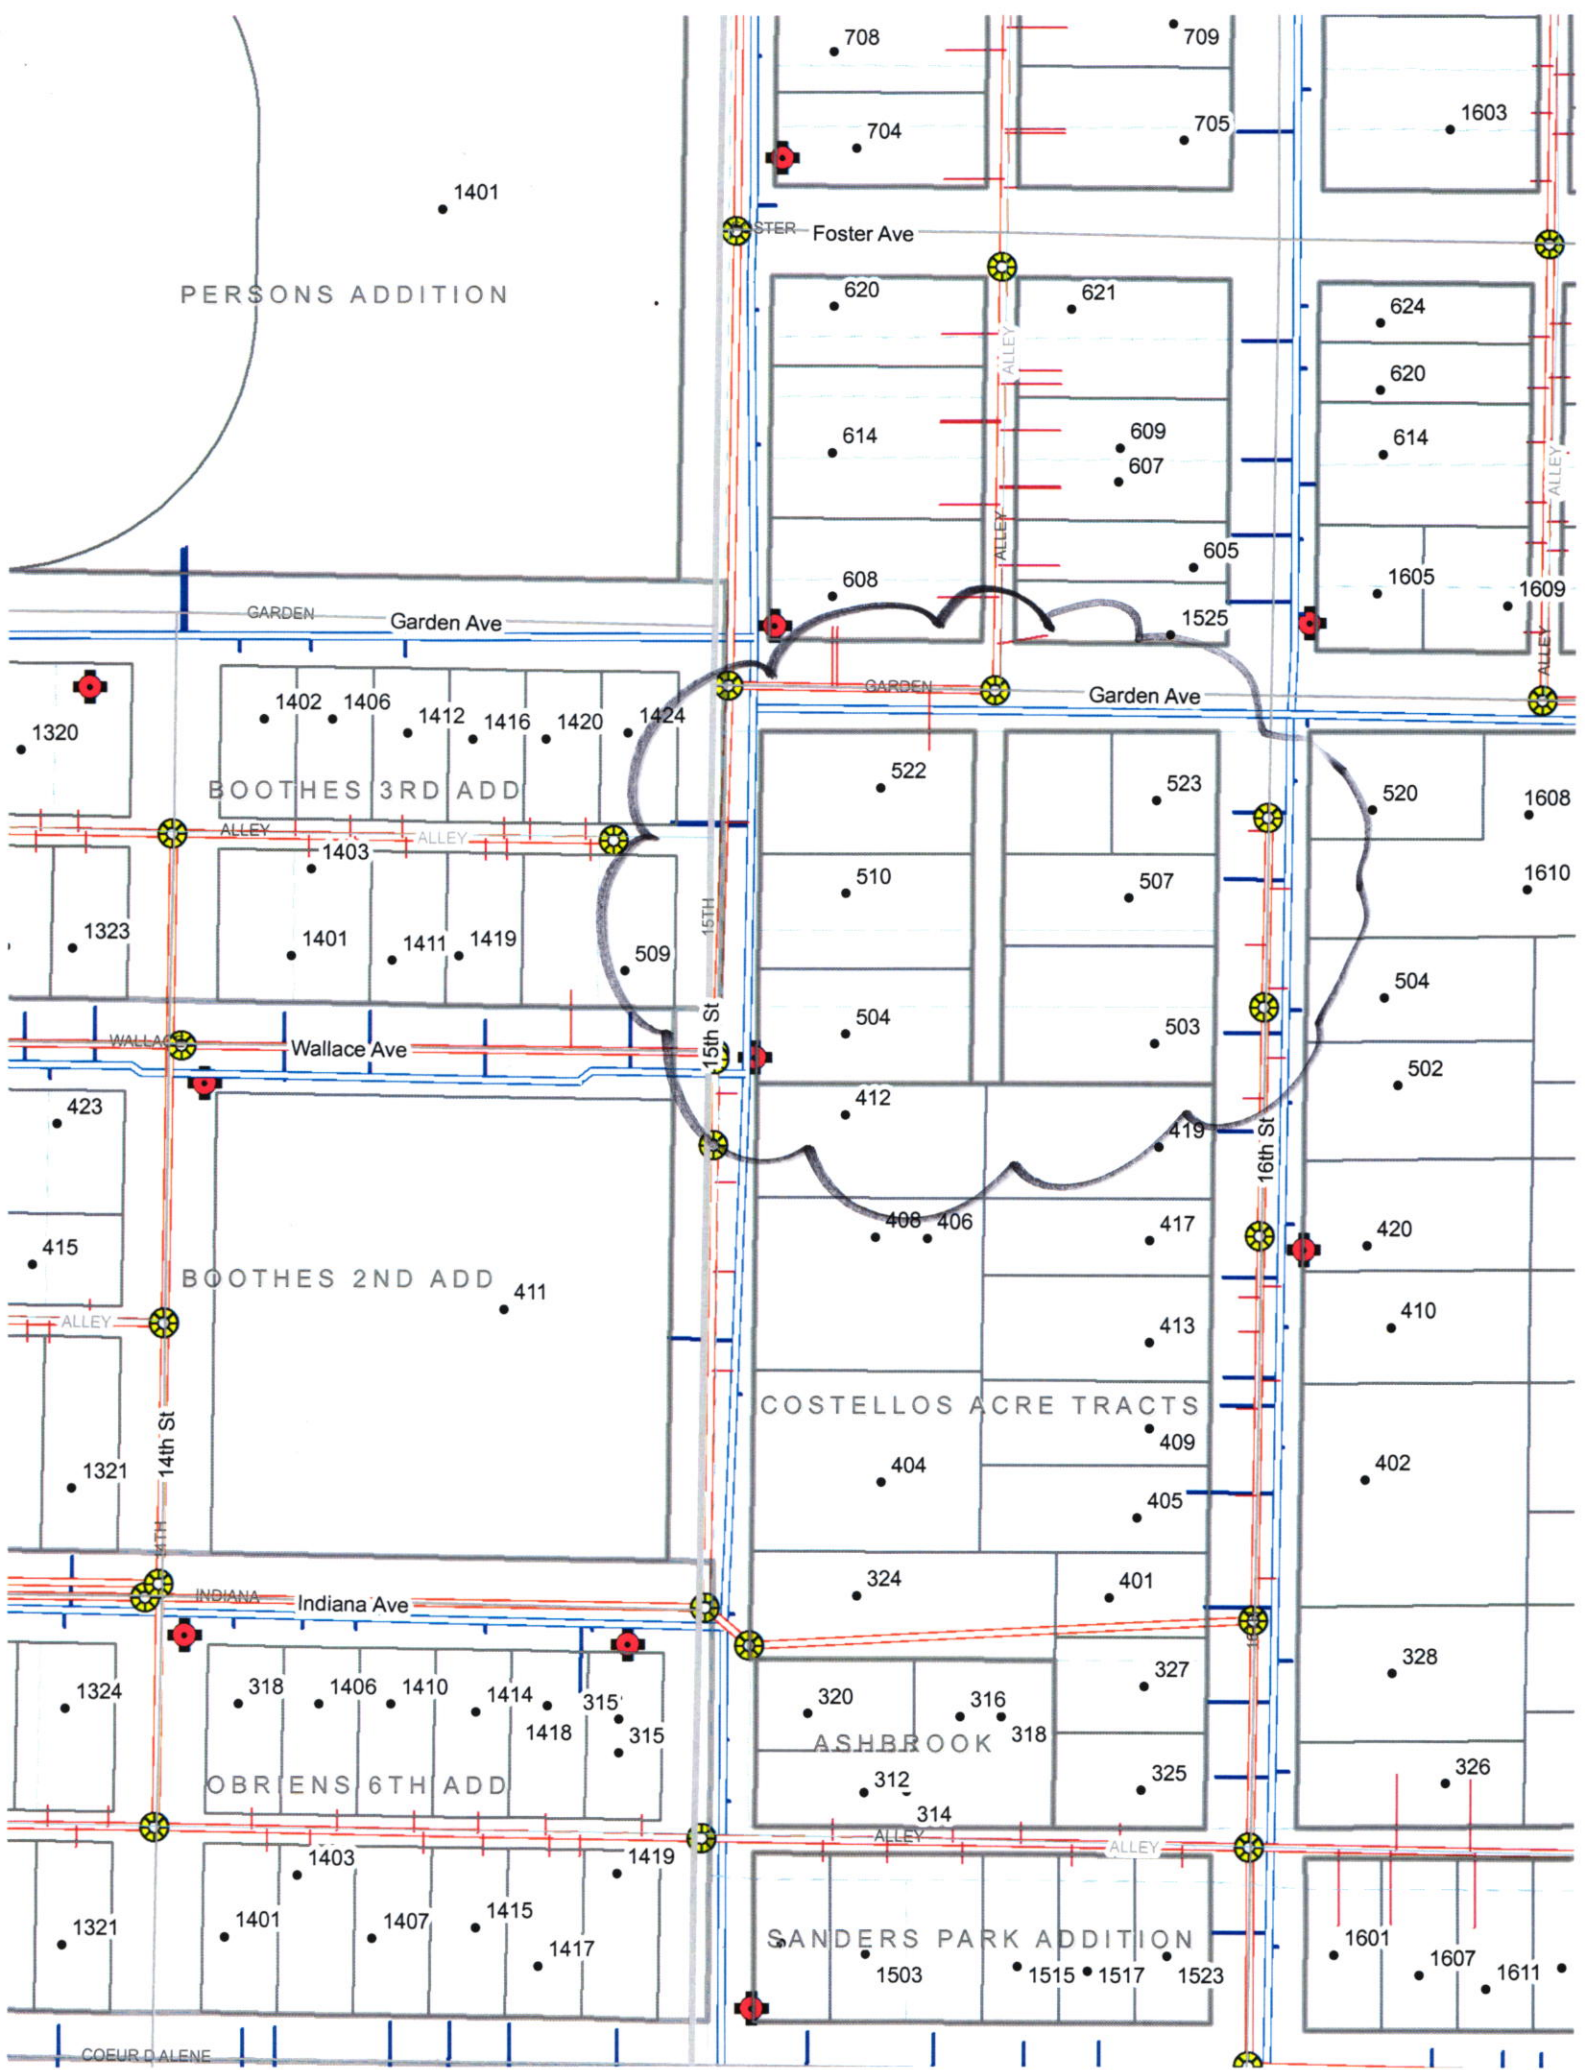 708
709
704
705
1603
1401
STER Foster Ave
PERSONS ADDITION
620
621
624
ALLEY
620
614
609
614
607
ALLEY
ALLEY
605
608
1605
1609
1525
GARDEN Garden Ave
ALLEY
GARDEN Garden Ave
1402 1406 1412 1416 1420 1424
1320
522
523
520
1608
BOOTHES 3RD ADD
ALLEY ALLEY
1403
510
507
1610
15TH
1323
1401 1411 1419
509
504
504
503
15th St
WALLAC Wallace Ave
502
423
412
419
16th St
408 406
417
420
415
BOOTHES 2ND ADD
411
ALLEY
413
410
COSTELLOS ACRE TRACTS
409
14th St
1321
404
402
405
14TH
324
401
INDIANA Indiana Ave
327
328
1324
318 1406 1410 1414 1418 315 315
320
316
318
ASHBROOK
OBRIENS 6TH ADD
312
314
325
326
ALLEY ALLEY
1403
1419
1321
1401 1407 1415 1417
SANDERS PARK ADDITION
1503 1515 1517 1523
1601 1607 1611
COEUR D ALENE